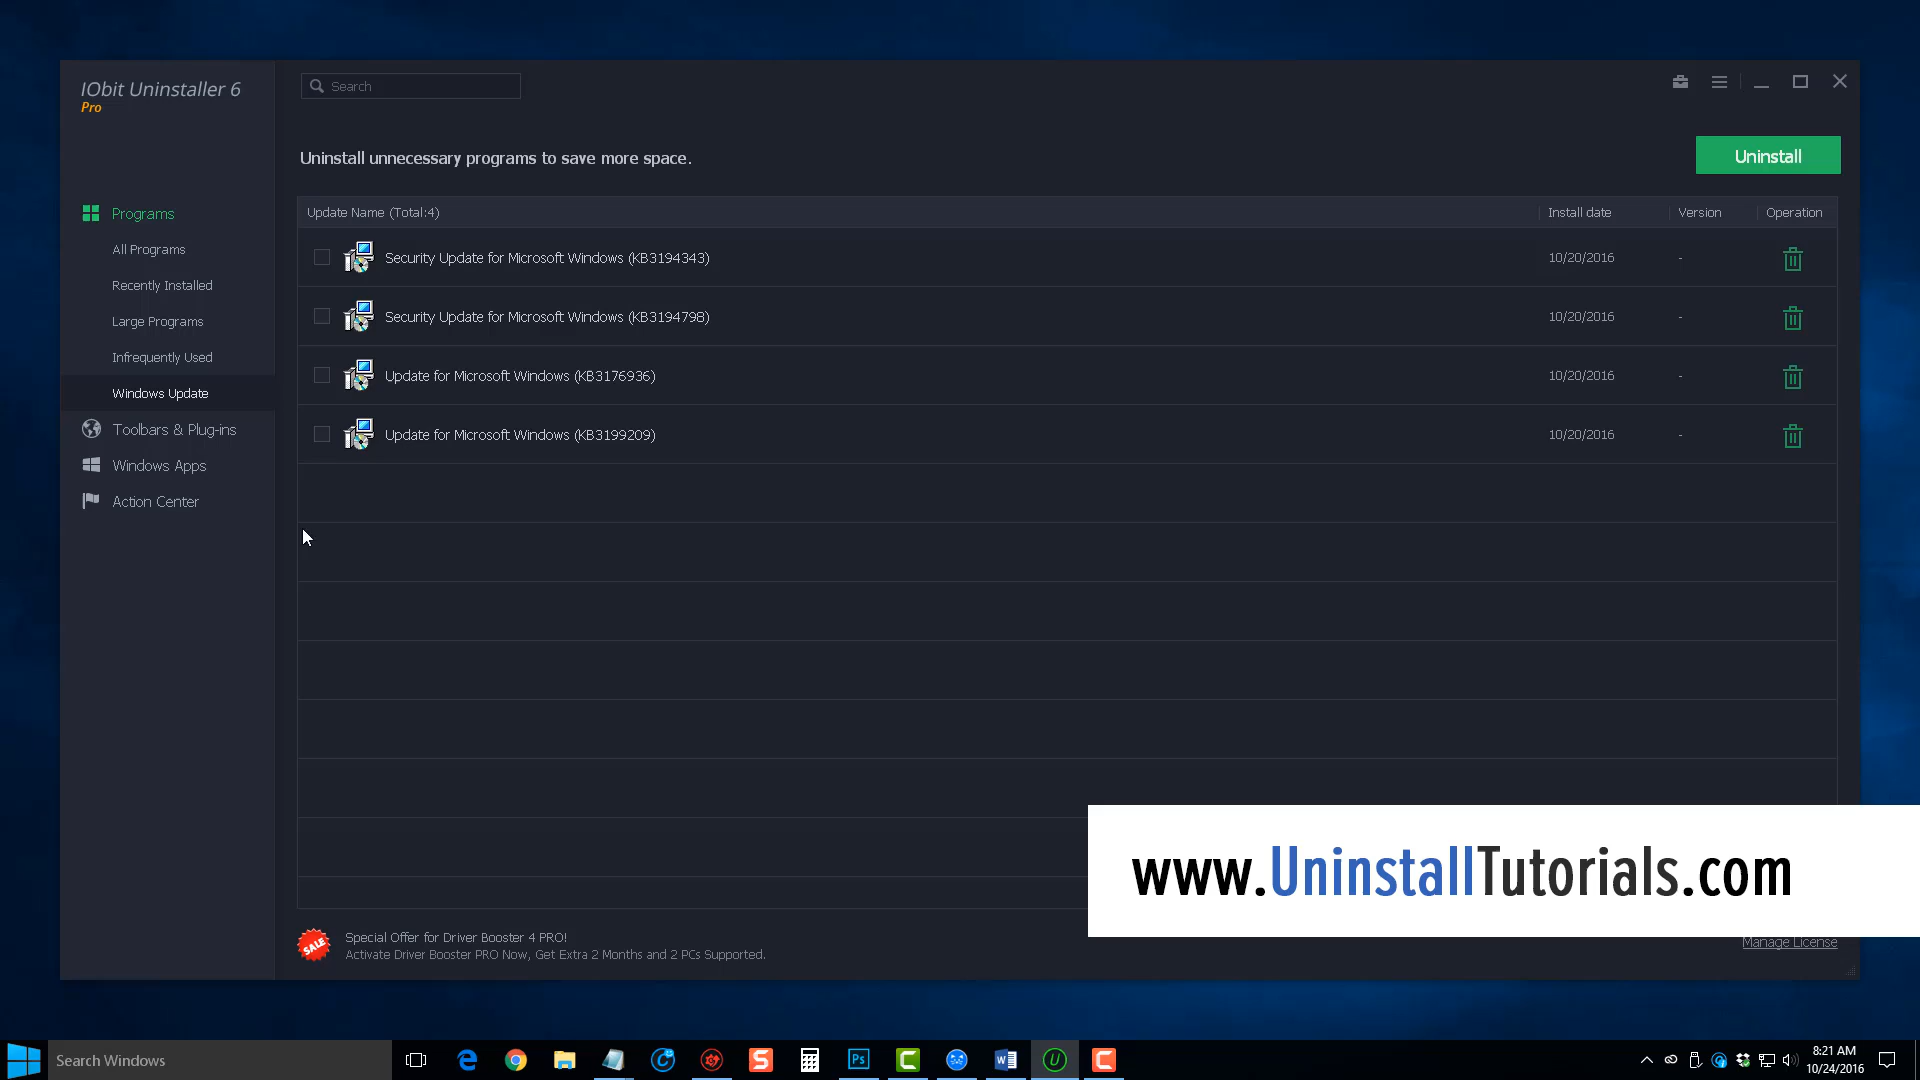 IObit Uninstaller 6
Pro
Search
Uninstall unnecessary programs to save more space.
Uninstall
Programs
All Programs
Recently Installed
Large Programs
Infrequently Used
Windows Update
Toolbars & Plug-ins
Windows Apps
Action Center
Update Name (Total:4) Install date Version Operation
Security Update for Microsoft Windows (KB3194343) 10/20/2016 -
Security Update for Microsoft Windows (KB3194798) 10/20/2016 -
Update for Microsoft Windows (KB3176936) 10/20/2016 -
Update for Microsoft Windows (KB3199209) 10/20/2016 -
www.UninstallTutorials.com
SALE
Special Offer for Driver Booster 4 PRO!
Activate Driver Booster PRO Now, Get Extra 2 Months and 2 PCs Supported.
Manage License
Search Windows
Ps
8:21 AM
10/24/2016